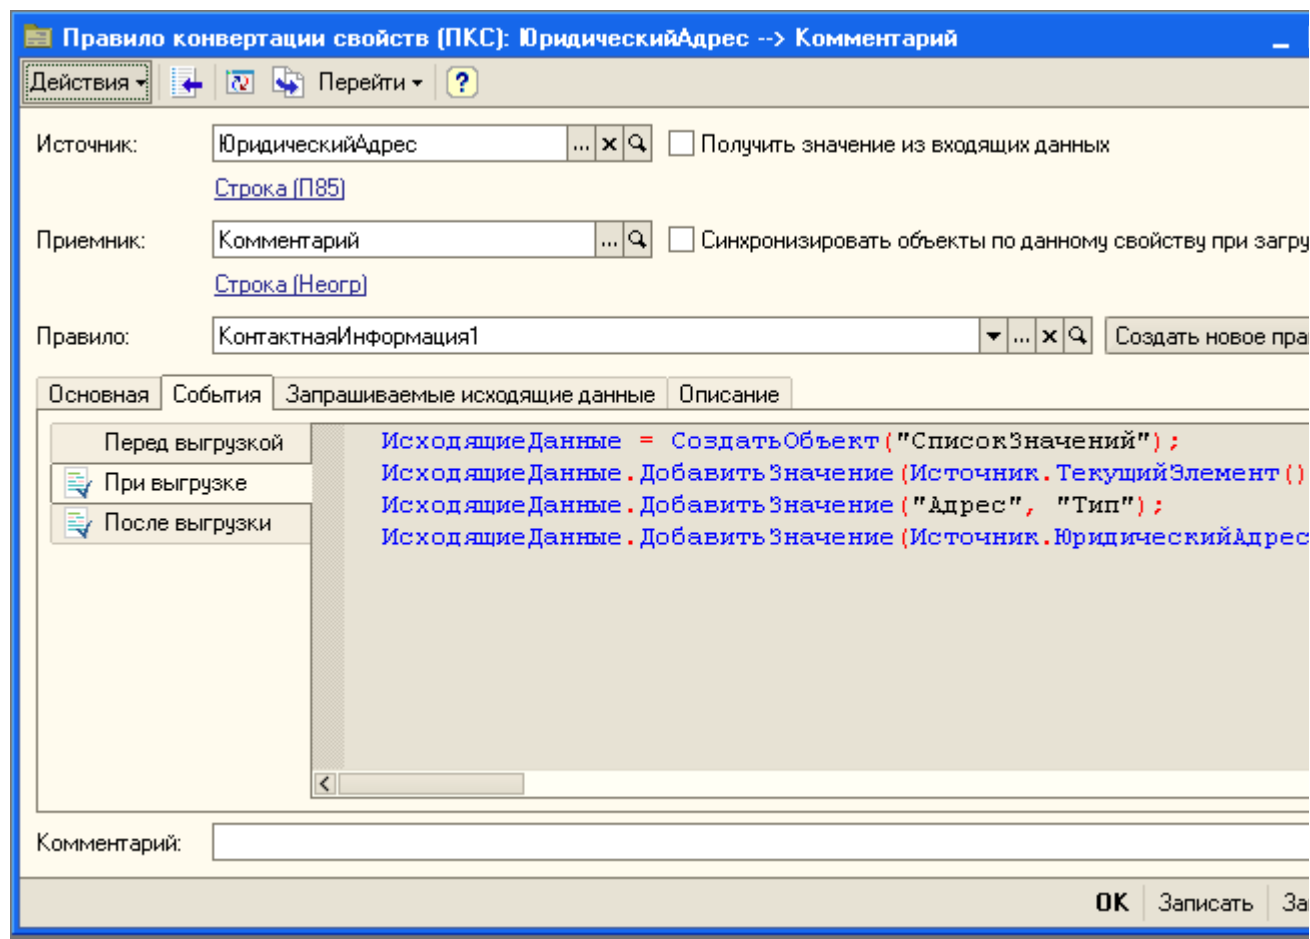 Правило конвертации свойств (ПКС): ЮридическийАдрес --> Комментарий
Действия Перейти ?
Источник: ЮридическийАдрес ... x Получить значение из входящих данных
Строка (П85)
Приемник: Комментарий ... Синхронизировать объекты по данному свойству при загру
Строка (Неогр)
Правило: КонтактнаяИнформация1 ... x Создать новое пра
Основная События Запрашиваемые исходящие данные Описание
Перед выгрузкой
При выгрузке
После выгрузки
ИсходящиеДанные = СоздатьОбъект("СписокЗначений");
ИсходящиеДанные.ДобавитьЗначение(Источник.ТекущийЭлемент()
ИсходящиеДанные.ДобавитьЗначение("Адрес", "Тип");
ИсходящиеДанные.ДобавитьЗначение(Источник.ЮридическийАдрес
Комментарий:
OK Записать За